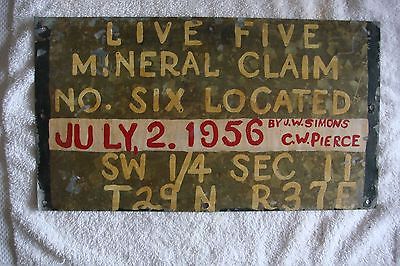 LIVE FIVE
MINERAL CLAIM
NO. SIX LOCATED
JULY, 2. 1956 BY J.W. SIMONS
C.W. PIERCE
SW 1/4 SEC 11
T29N R37E